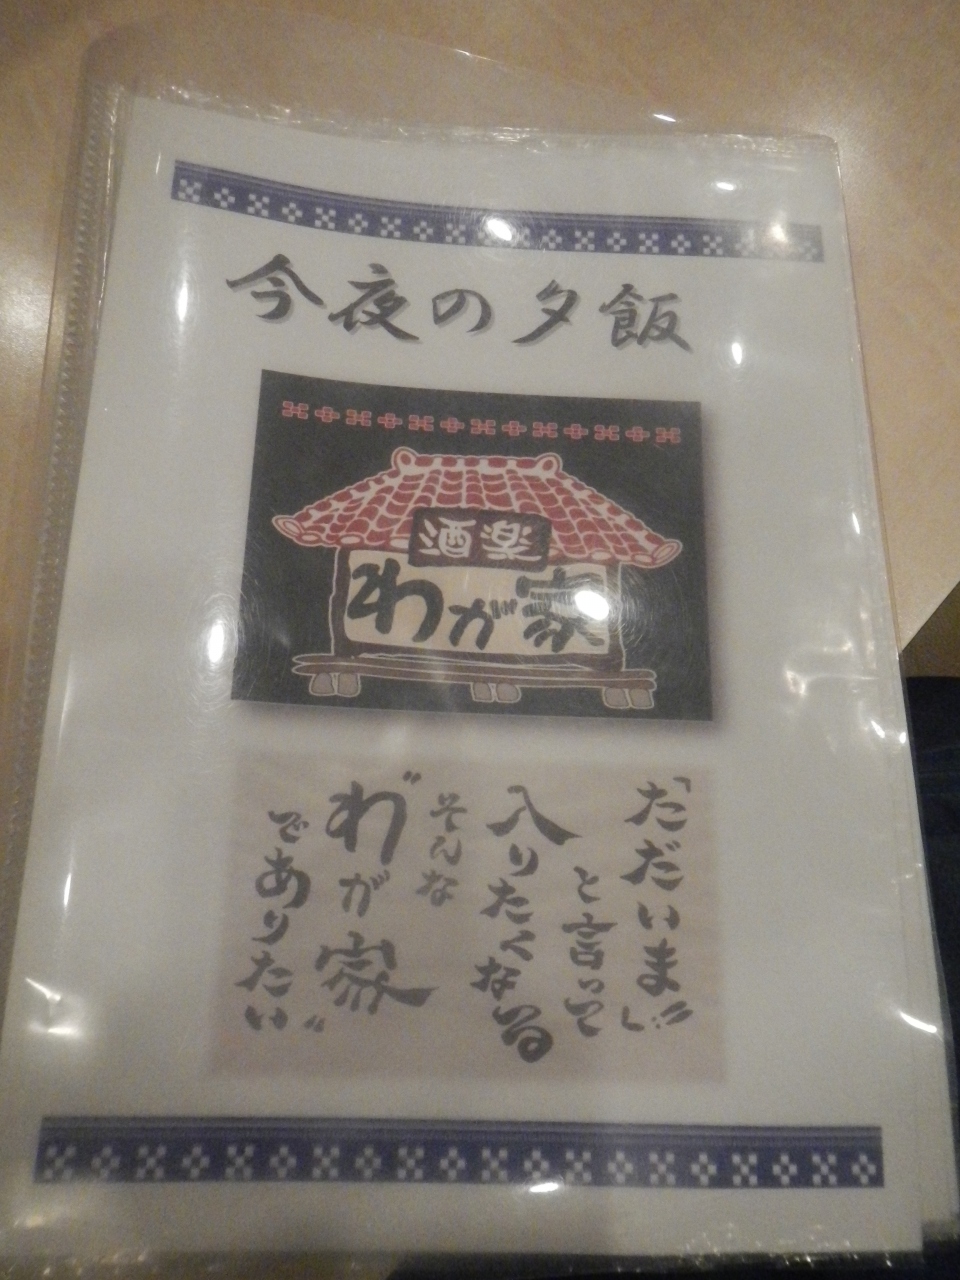 今夜の夕飯
酒楽
わが家
「ただいま!!」
と言って
入りたくなる
そんな
〝わが家
でありたい〟